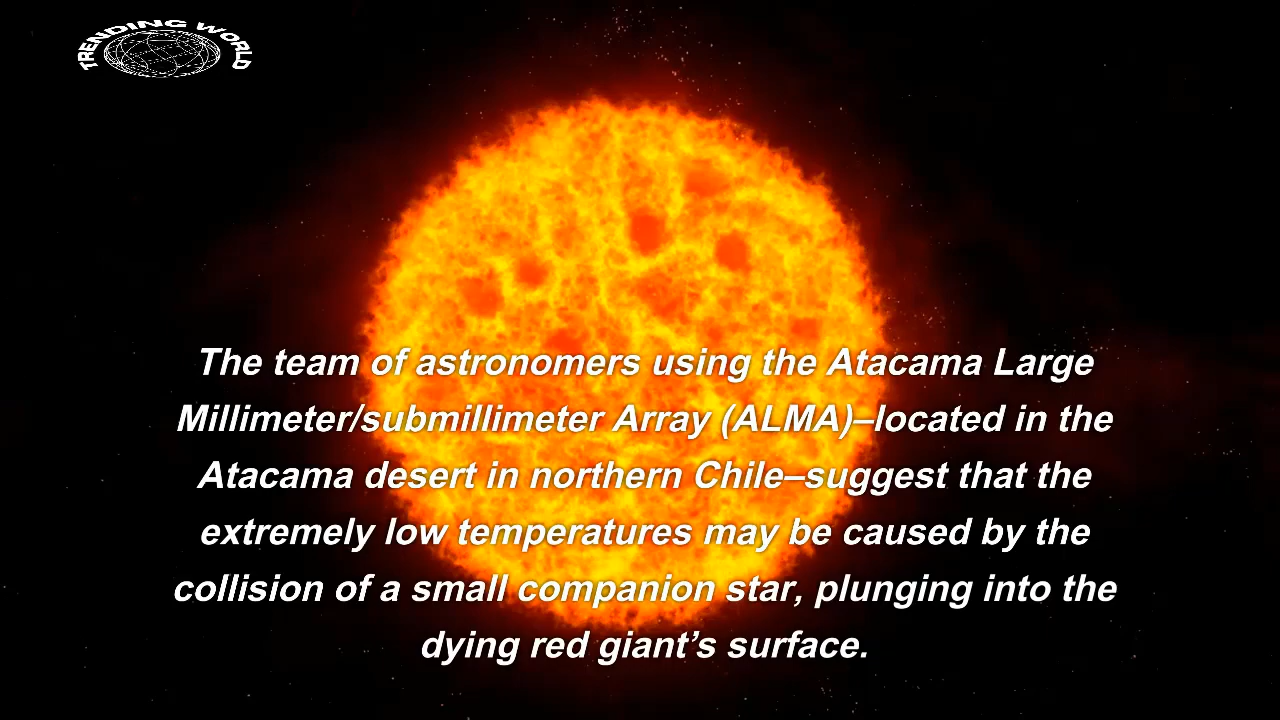 TRENDING WORLD
The team of astronomers using the Atacama Large
Millimeter/submillimeter Array (ALMA)–located in the
Atacama desert in northern Chile–suggest that the
extremely low temperatures may be caused by the
collision of a small companion star, plunging into the
dying red giant’s surface.